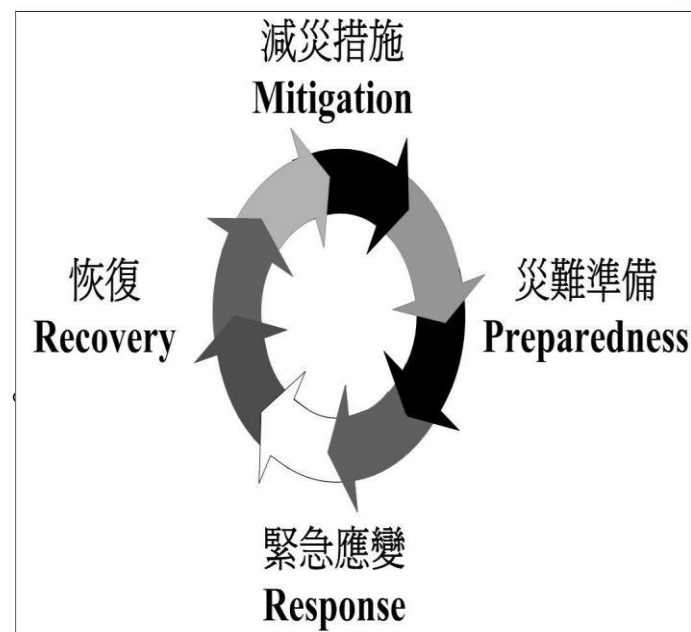 減災措施
Mitigation
恢復
Recovery
災難準備
Preparedness
緊急應變
Response